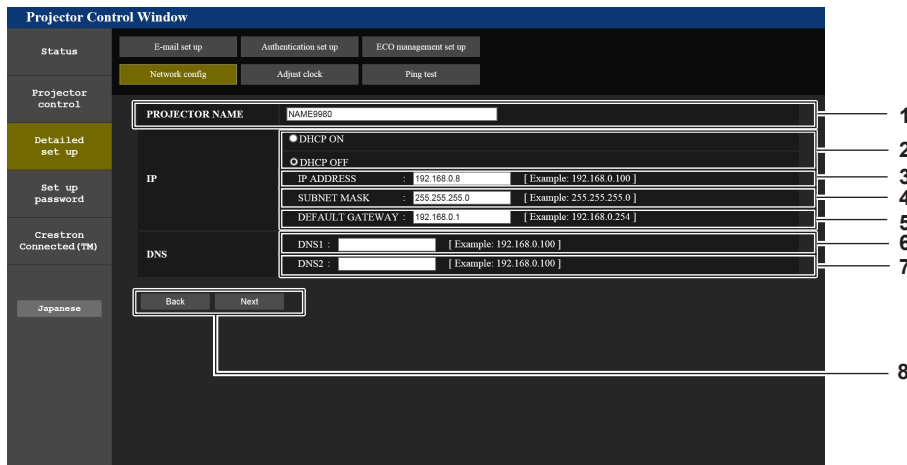 Projector Control Window
Status
E-mail set up
Authentication set up
ECO management set up
Network config
Adjust clock
Ping test
Projector
control
Detailed
set up
Set up
password
Crestron
Connected(TM)
Japanese
PROJECTOR NAME NAME9980
1
IP
DHCP ON
DHCP OFF
2
IP ADDRESS : 192.168.0.8 [ Example: 192.168.0.100 ]
3
SUBNET MASK : 255.255.255.0 [ Example: 255.255.255.0 ]
4
DEFAULT GATEWAY : 192.168.0.1 [ Example: 192.168.0.254 ]
5
DNS
DNS1 : [ Example: 192.168.0.100 ]
6
DNS2 : [ Example: 192.168.0.100 ]
7
Back Next
8